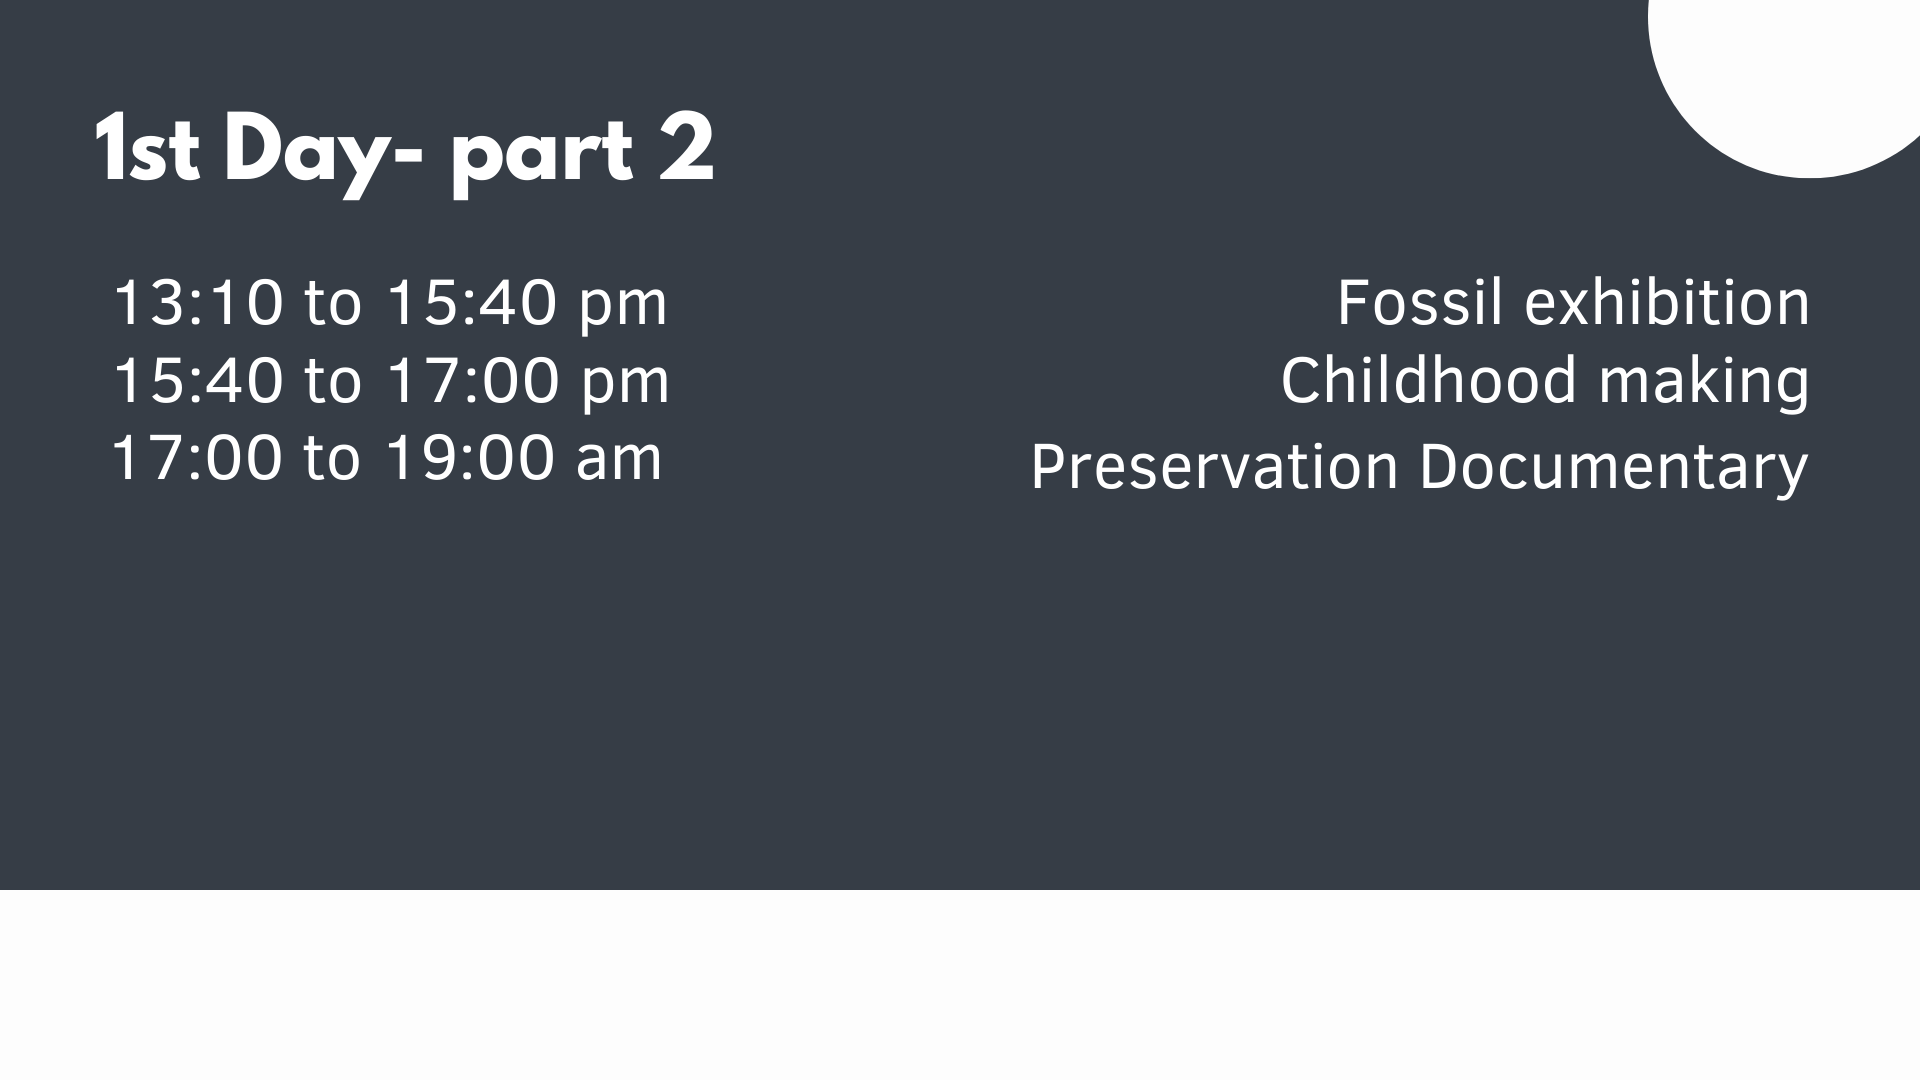 1st Day- part 2
13:10 to 15:40 pm Fossil exhibition
15:40 to 17:00 pm Childhood making
17:00 to 19:00 am Preservation Documentary